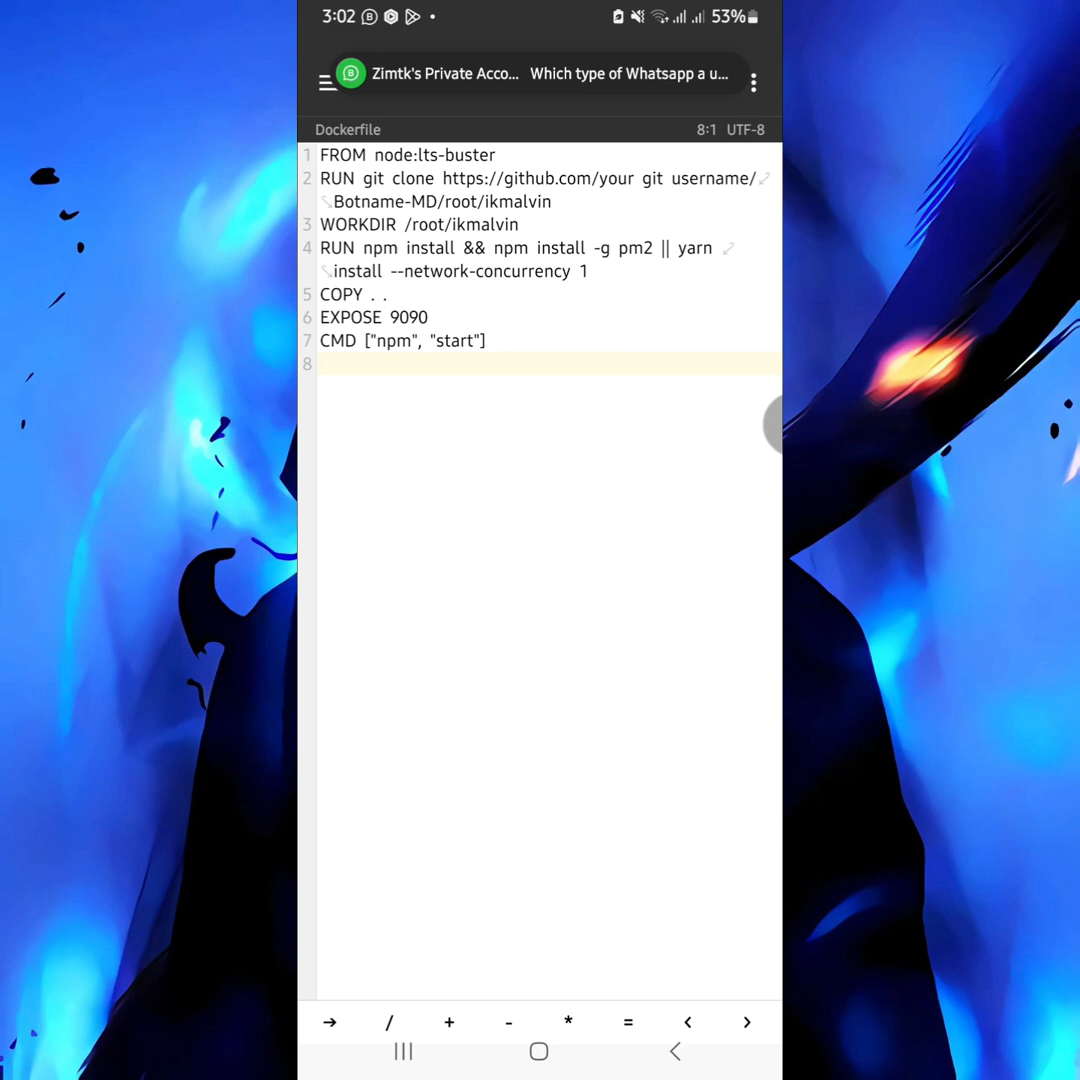 3:02 53%
Zimtk's Private Acco... Which type of Whatsapp a u...
Dockerfile 8:1 UTF-8
1 FROM node:lts-buster
2 RUN git clone https://github.com/your git username/
Botname-MD/root/ikmalvin
3 WORKDIR /root/ikmalvin
4 RUN npm install && npm install -g pm2 || yarn
install --network-concurrency 1
5 COPY . .
6 EXPOSE 9090
7 CMD ["npm", "start"]
8
→ / + - * = < >